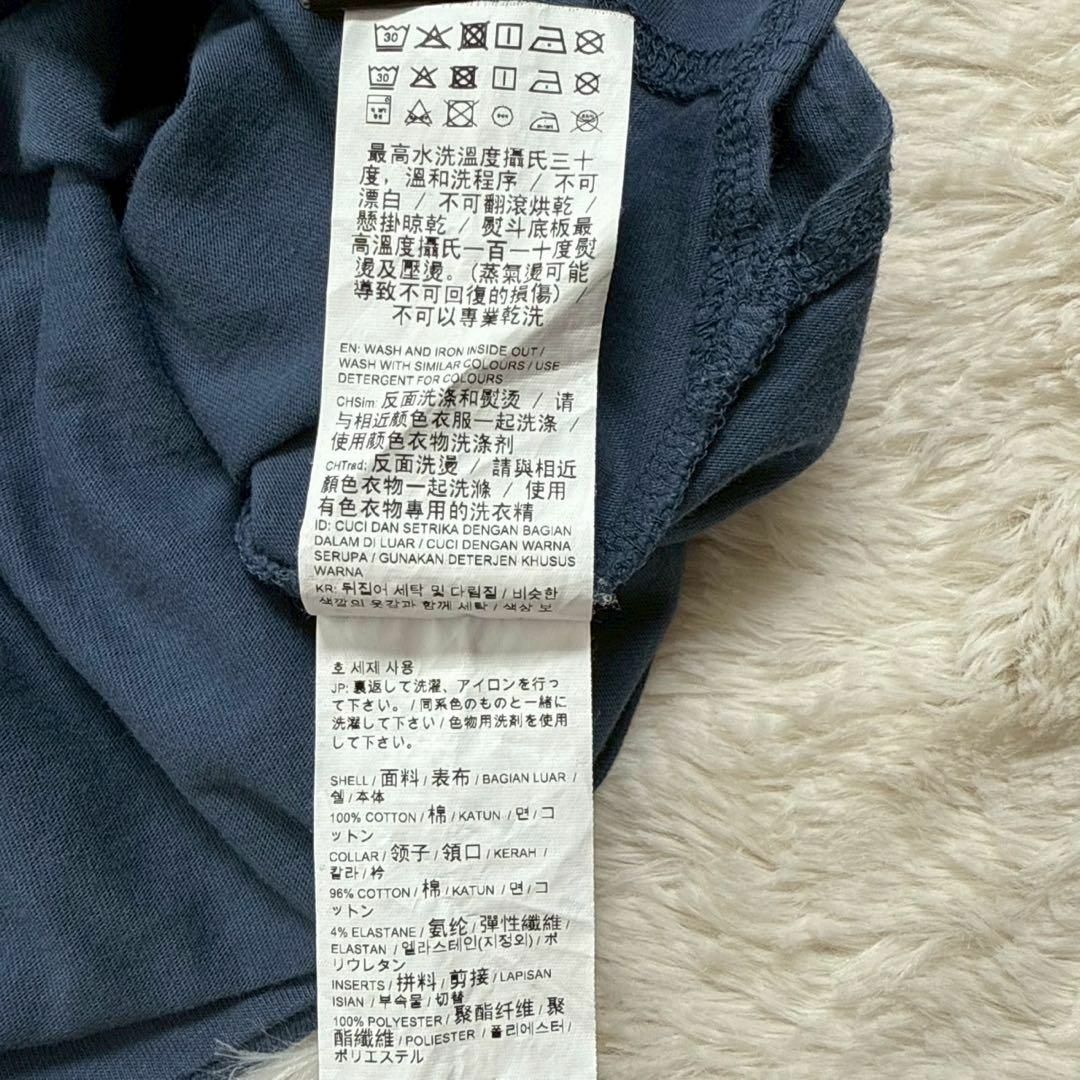 最高水洗溫度攝氏三十
度，溫和洗程序 / 不可
漂白 / 不可翻滾烘乾 /
懸掛晾乾 / 熨斗底板最
高溫度攝氏一百一十度熨
燙及壓燙。(蒸氣燙可能
導致不可回復的損傷) /
不可以專業乾洗
EN: WASH AND IRON INSIDE OUT /
WASH WITH SIMILAR COLOURS / USE
DETERGENT FOR COLOURS
CHSim: 反面洗涤和熨烫 / 请
与相近颜色衣服一起洗涤 /
使用颜色衣物洗涤剂
CHTrad: 反面洗燙 / 請與相近
顏色衣物一起洗滌 / 使用
有色衣物專用的洗衣精
ID: CUCI DAN SETRIKA DENGAN BAGIAN
DALAM DI LUAR / CUCI DENGAN WARNA
SERUPA / GUNAKAN DETERJEN KHUSUS
WARNA
KR: 뒤집어 세탁 및 다림질 / 비슷한
색깔의 옷감과 함께 세탁 / 색상 보
호 세제 사용
JP: 裏返して洗濯、アイロンを行っ
て下さい。/ 同系色のものと一緒に
洗濯して下さい / 色物用洗剤を使用
して下さい。
SHELL / 面料 / 表布 / BAGIAN LUAR /
쉘 / 本体
100% COTTON / 棉 / KATUN / 면 / コ
ットン
COLLAR / 领子 / 領口 / KERAH /
칼라 / 衿
96% COTTON / 棉 / KATUN / 면 / コ
ットン
4% ELASTANE / 氨纶 / 彈性纖維 /
ELASTAN / 엘라스테인(지정외) / ポ
リウレタン
INSERTS / 拼料 / 剪接 / LAPISAN
ISIAN / 부속물 / 切替
100% POLYESTER / 聚酯纤维 / 聚
酯纖維 / POLIESTER / 폴리에스터 /
ポリエステル